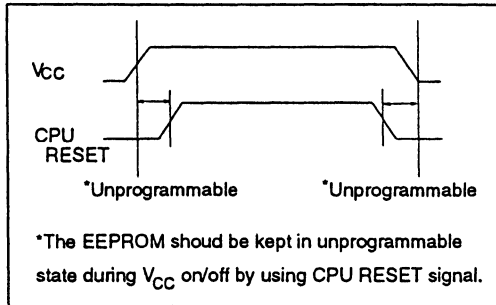 VCC
CPU
RESET
*Unprogrammable *Unprogrammable
*The EEPROM shoud be kept in unprogrammable
state during VCC on/off by using CPU RESET signal.